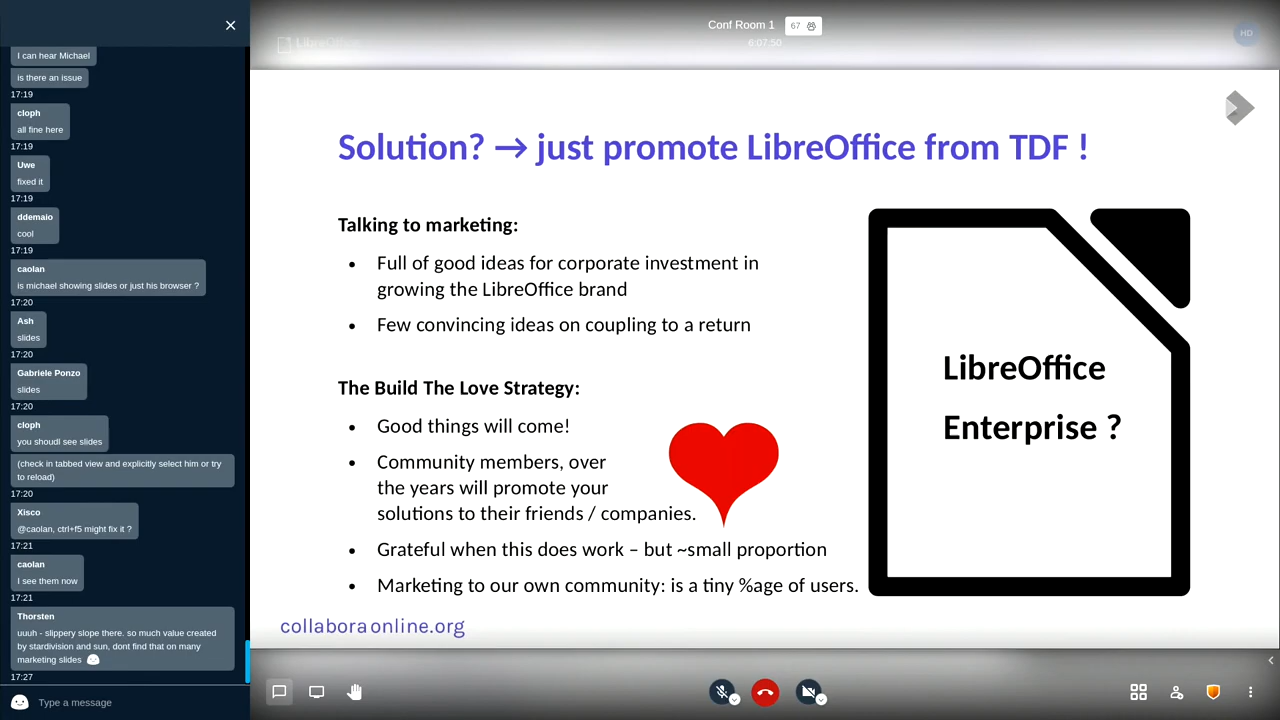 I can hear Michael
is there an issue
17:19
cloph
all fine here
17:19
Uwe
fixed it
17:19
ddemaio
cool
17:19
caolan
is michael showing slides or just his browser ?
17:20
Ash
slides
17:20
Gabriele Ponzo
slides
17:20
cloph
you shoudl see slides
(check in tabbed view and explicitly select him or try
to reload)
17:20
Xisco
@caolan, ctrl+f5 might fix it ?
17:21
caolan
I see them now
17:21
Thorsten
uuuh - slippery slope there. so much value created
by stardivision and sun, dont find that on many
marketing slides
17:27
Type a message
Conf Room 1 67
6:07:50
LibreOffice
HD
Solution? → just promote LibreOffice from TDF !
Talking to marketing:
• Full of good ideas for corporate investment in
growing the LibreOffice brand
• Few convincing ideas on coupling to a return
The Build The Love Strategy:
• Good things will come!
• Community members, over
the years will promote your
solutions to their friends / companies.
• Grateful when this does work – but ~small proportion
• Marketing to our own community: is a tiny %age of users.
LibreOffice
Enterprise ?
collaboraonline.org